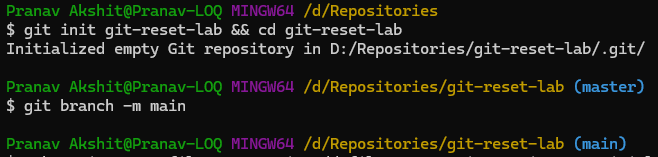 Pranav Akshit@Pranav-LOQ MINGW64 /d/Repositories
$ git init git-reset-lab && cd git-reset-lab
Initialized empty Git repository in D:/Repositories/git-reset-lab/.git/
Pranav Akshit@Pranav-LOQ MINGW64 /d/Repositories/git-reset-lab (master)
$ git branch -m main
Pranav Akshit@Pranav-LOQ MINGW64 /d/Repositories/git-reset-lab (main)